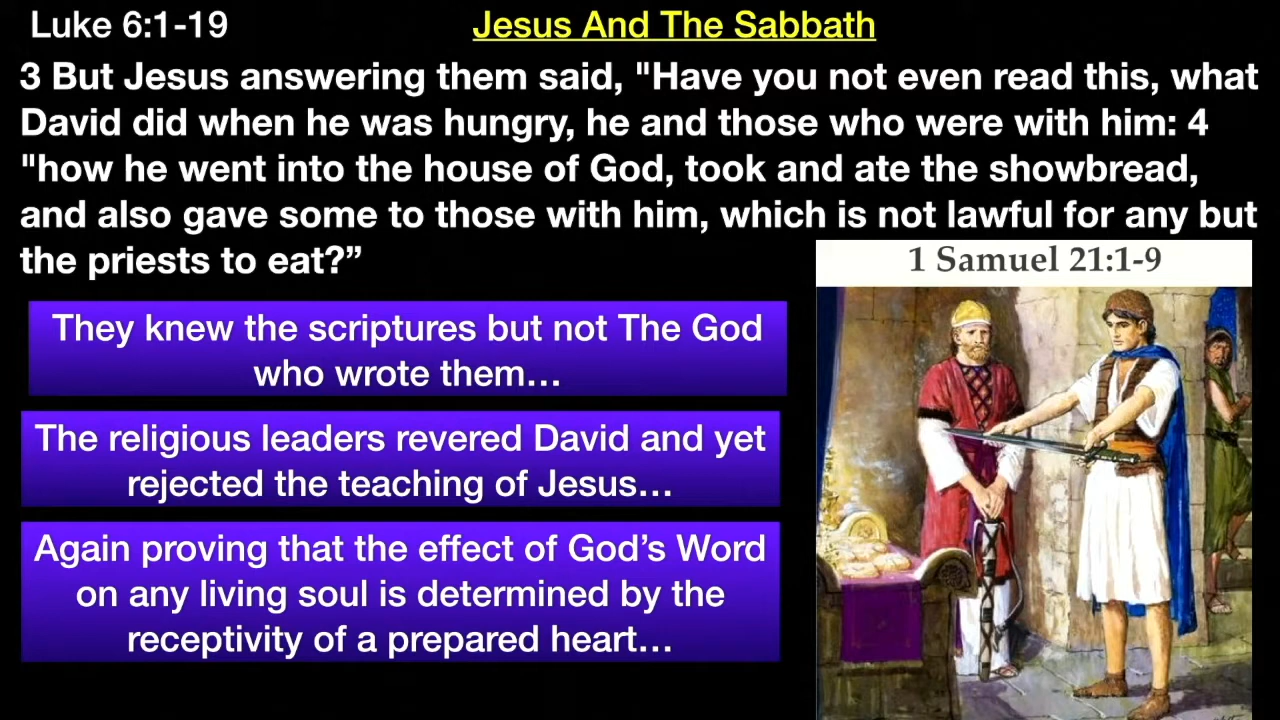 Luke 6:1-19
Jesus And The Sabbath
3 But Jesus answering them said, "Have you not even read this, what
David did when he was hungry, he and those who were with him: 4
"how he went into the house of God, took and ate the showbread,
and also gave some to those with him, which is not lawful for any but
the priests to eat?”
1 Samuel 21:1-9
They knew the scriptures but not The God
who wrote them…
The religious leaders revered David and yet
rejected the teaching of Jesus…
Again proving that the effect of God’s Word
on any living soul is determined by the
receptivity of a prepared heart…